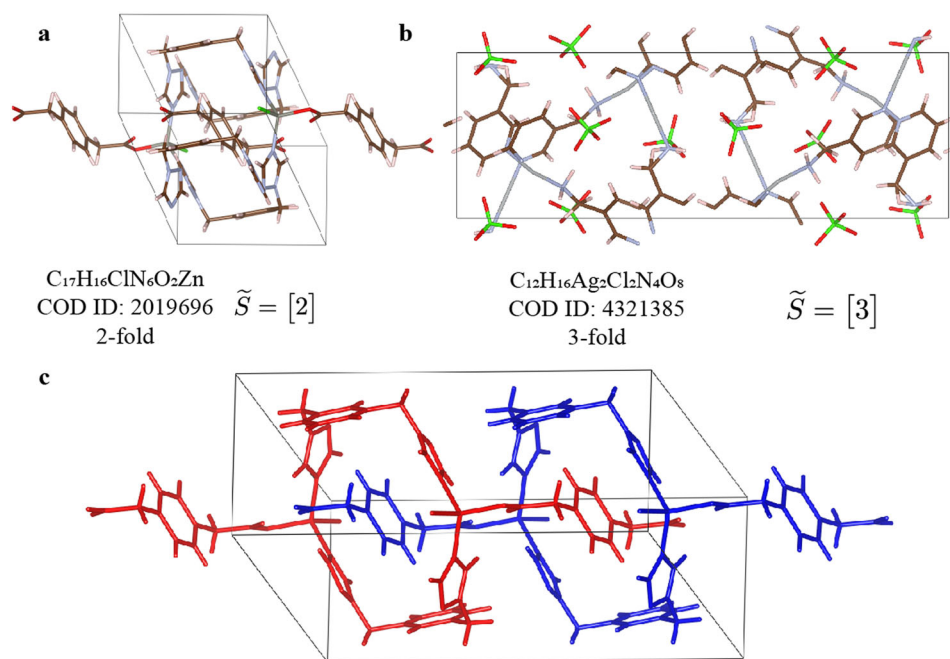 a
b
C₁₇H₁₆ClN₆O₂Zn
COD ID: 2019696
2-fold
S̃ = [2]
C₁₂H₁₆Ag₂Cl₂N₄O₈
COD ID: 4321385
3-fold
S̃ = [3]
c